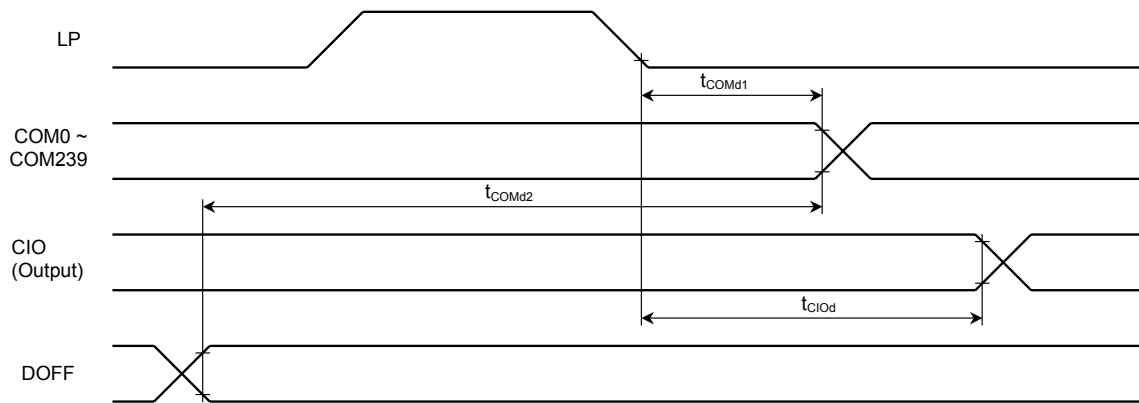 LP
tCOMd1
COM0 ~
COM239
tCOMd2
CIO
(Output)
tCIOd
DOFF